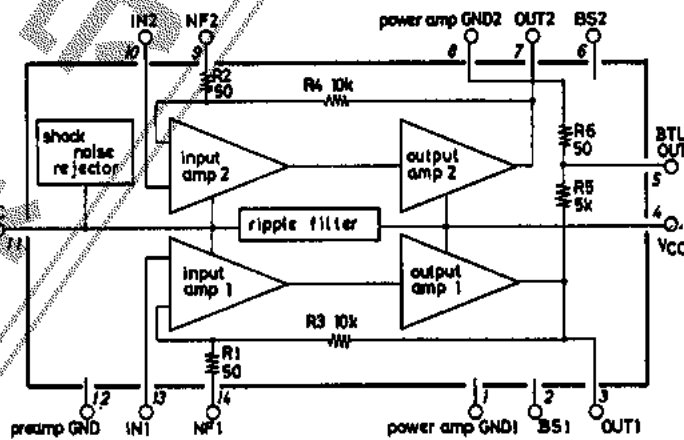 IN2 NF2 power amp GND2 OUT2 BS2
10 9 8 7 6
R2
50
R4 10k
shock
noise
rejector
input
amp 2
output
amp 2
R6
50
BTL
OUT
5
R5
5k
11
ripple filter
4
VCC
input
amp 1
output
amp 1
R3 10k
R1
50
12 13 14 1 2 3
preamp GND IN1 NF1 power amp GND1 BS1 OUT1